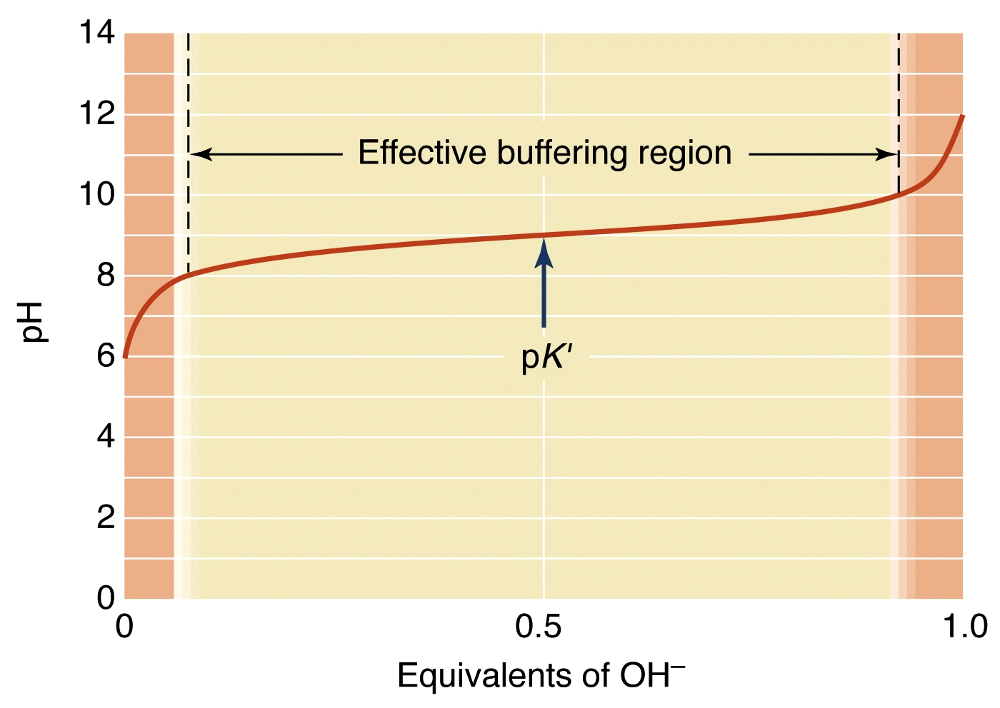 14
12
Effective buffering region
10
8
pH
6
pK′
4
2
0
0 0.5 1.0
Equivalents of OH⁻